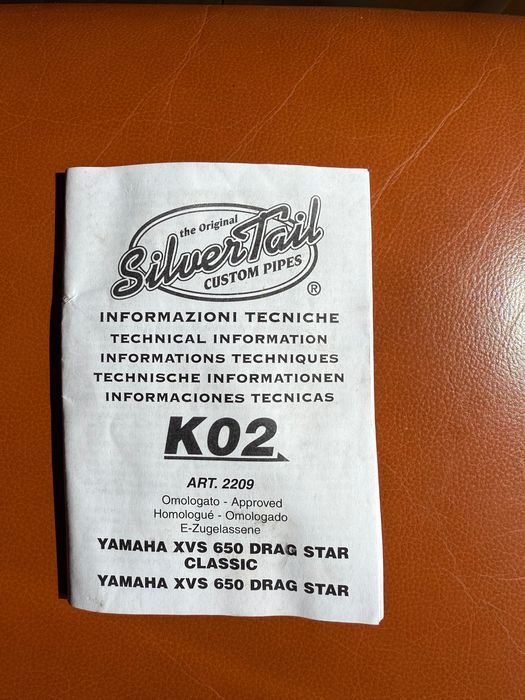 the Original
SilverTail
CUSTOM PIPES
®
INFORMAZIONI TECNICHE
TECHNICAL INFORMATION
INFORMATIONS TECHNIQUES
TECHNISCHE INFORMATIONEN
INFORMACIONES TECNICAS
K02
ART. 2209
Omologato - Approved
Homologué - Omologado
E-Zugelassene
YAMAHA XVS 650 DRAG STAR
CLASSIC
YAMAHA XVS 650 DRAG STAR